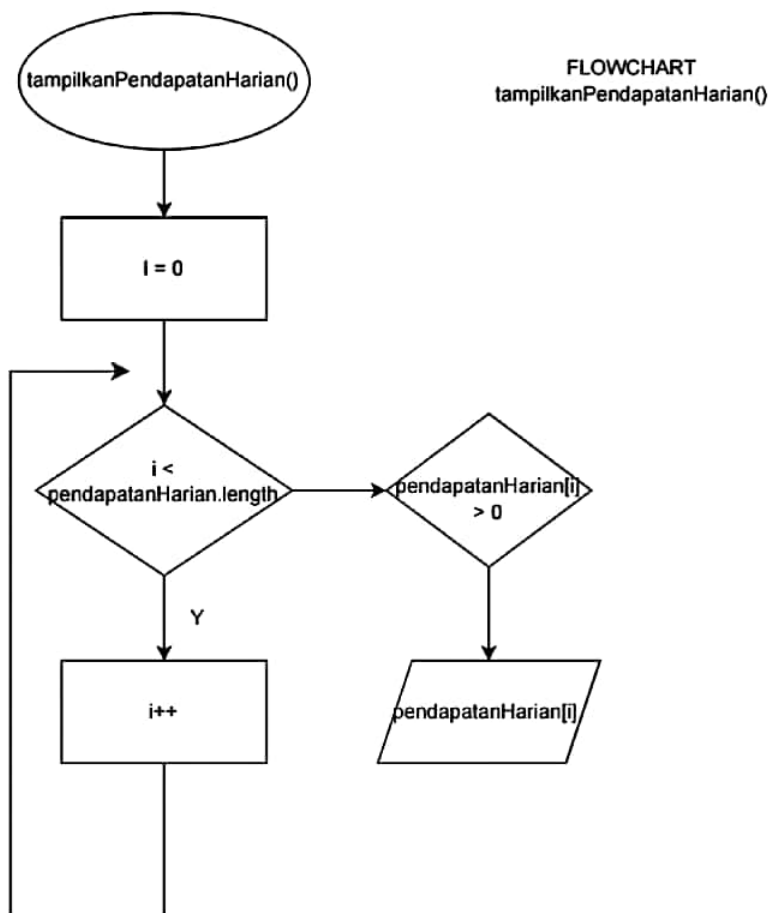 tampilkanPendapatanHarian()
FLOWCHART
tampilkanPendapatanHarian()
I = 0
i <
pendapatanHarian.length
pendapatanHarian[i]
> 0
Y
i++
pendapatanHarian[i]